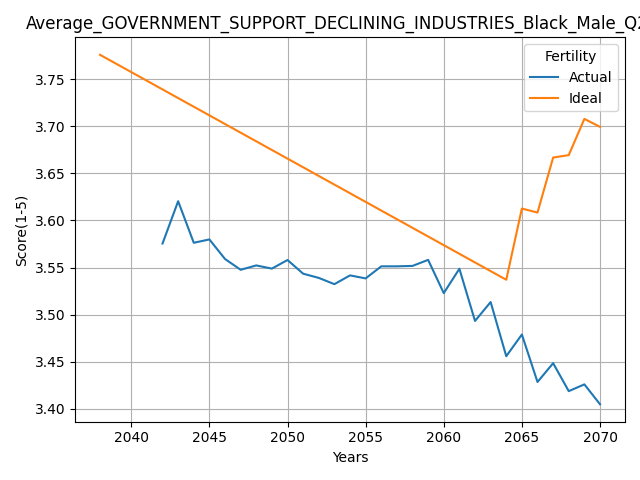 Average_GOVERNMENT_SUPPORT_DECLINING_INDUSTRIES_Black_Male_Q2
Fertility
Actual
Ideal
3.75
3.70
3.65
3.60
3.55
3.50
3.45
3.40
Score(1-5)
2040 2045 2050 2055 2060 2065 2070
Years